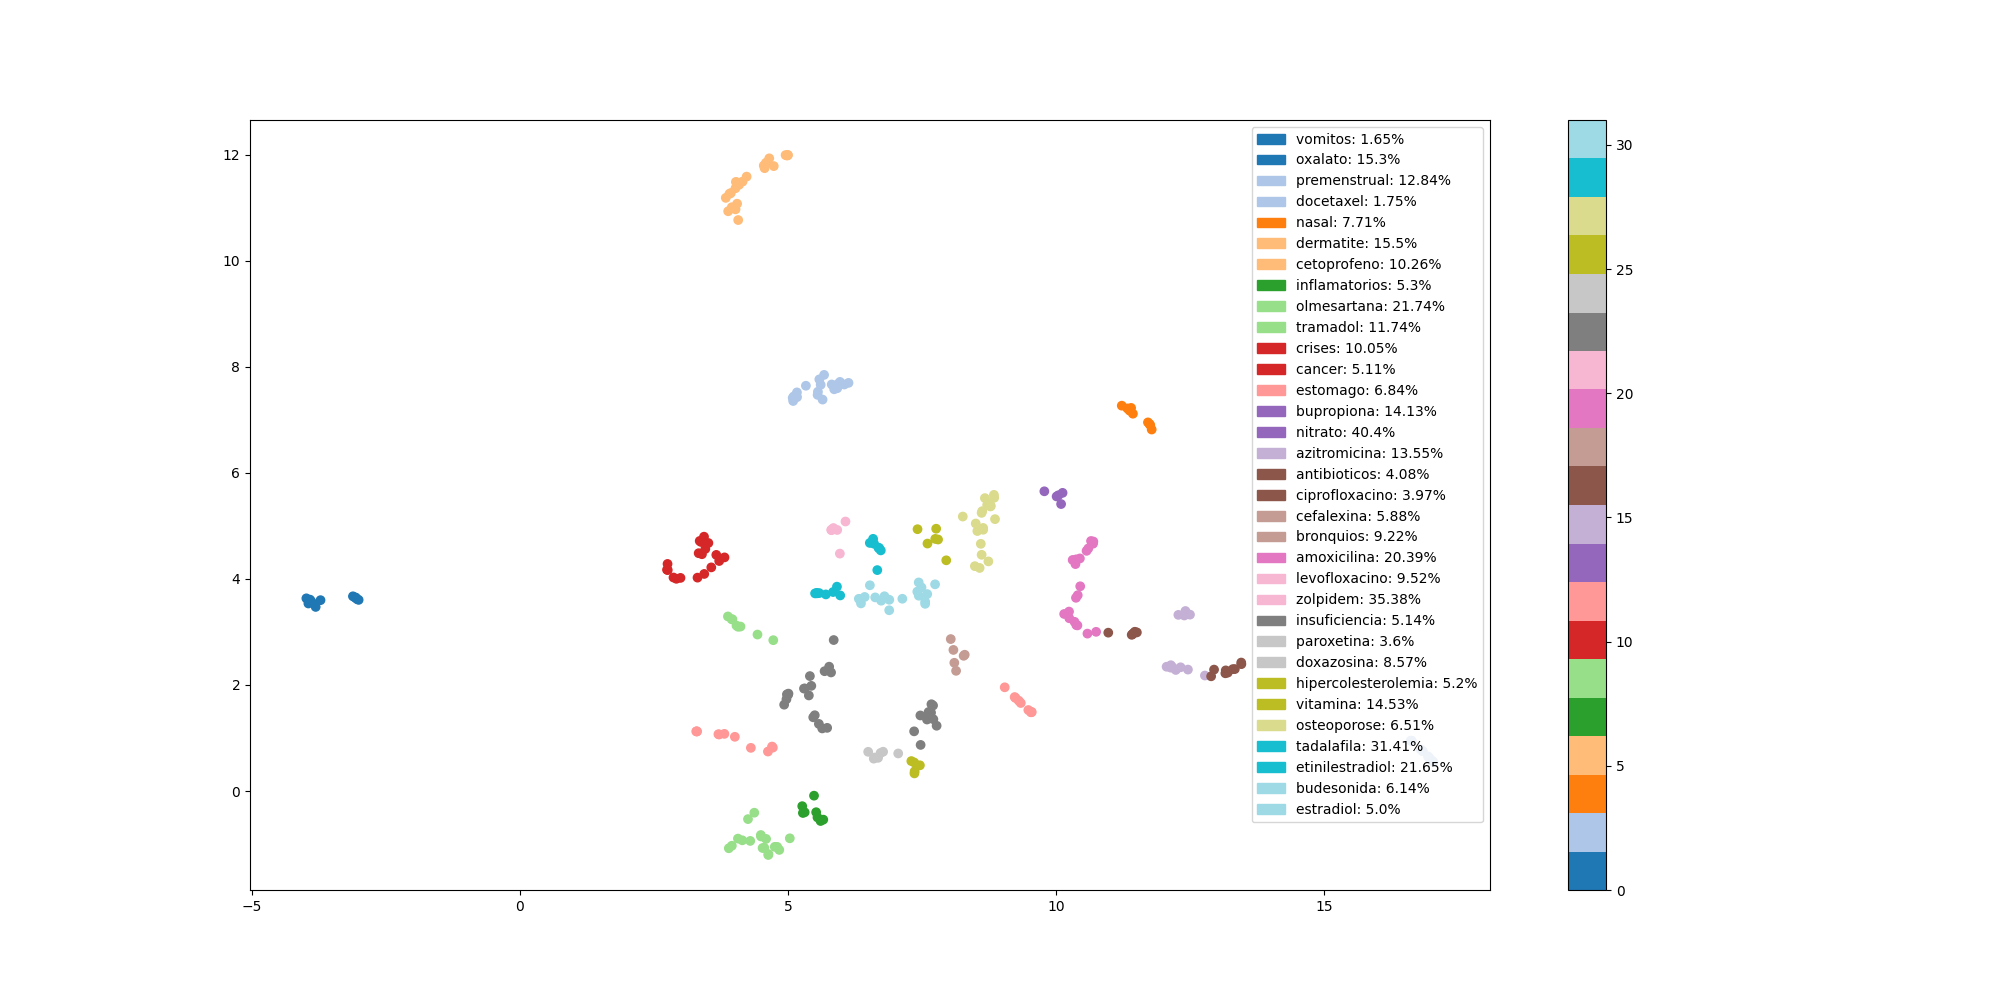 vomitos: 1.65%
oxalato: 15.3%
premenstrual: 12.84%
docetaxel: 1.75%
nasal: 7.71%
dermatite: 15.5%
cetoprofeno: 10.26%
inflamatorios: 5.3%
olmesartana: 21.74%
tramadol: 11.74%
crises: 10.05%
cancer: 5.11%
estomago: 6.84%
bupropiona: 14.13%
nitrato: 40.4%
azitromicina: 13.55%
antibioticos: 4.08%
ciprofloxacino: 3.97%
cefalexina: 5.88%
bronquios: 9.22%
amoxicilina: 20.39%
levofloxacino: 9.52%
zolpidem: 35.38%
insuficiencia: 5.14%
paroxetina: 3.6%
doxazosina: 8.57%
hipercolesterolemia: 5.2%
vitamina: 14.53%
osteoporose: 6.51%
tadalafila: 31.41%
etinilestradiol: 21.65%
budesonida: 6.14%
estradiol: 5.0%
12
10
8
6
4
2
0
−5
0
5
10
15
30
25
20
15
10
5
0